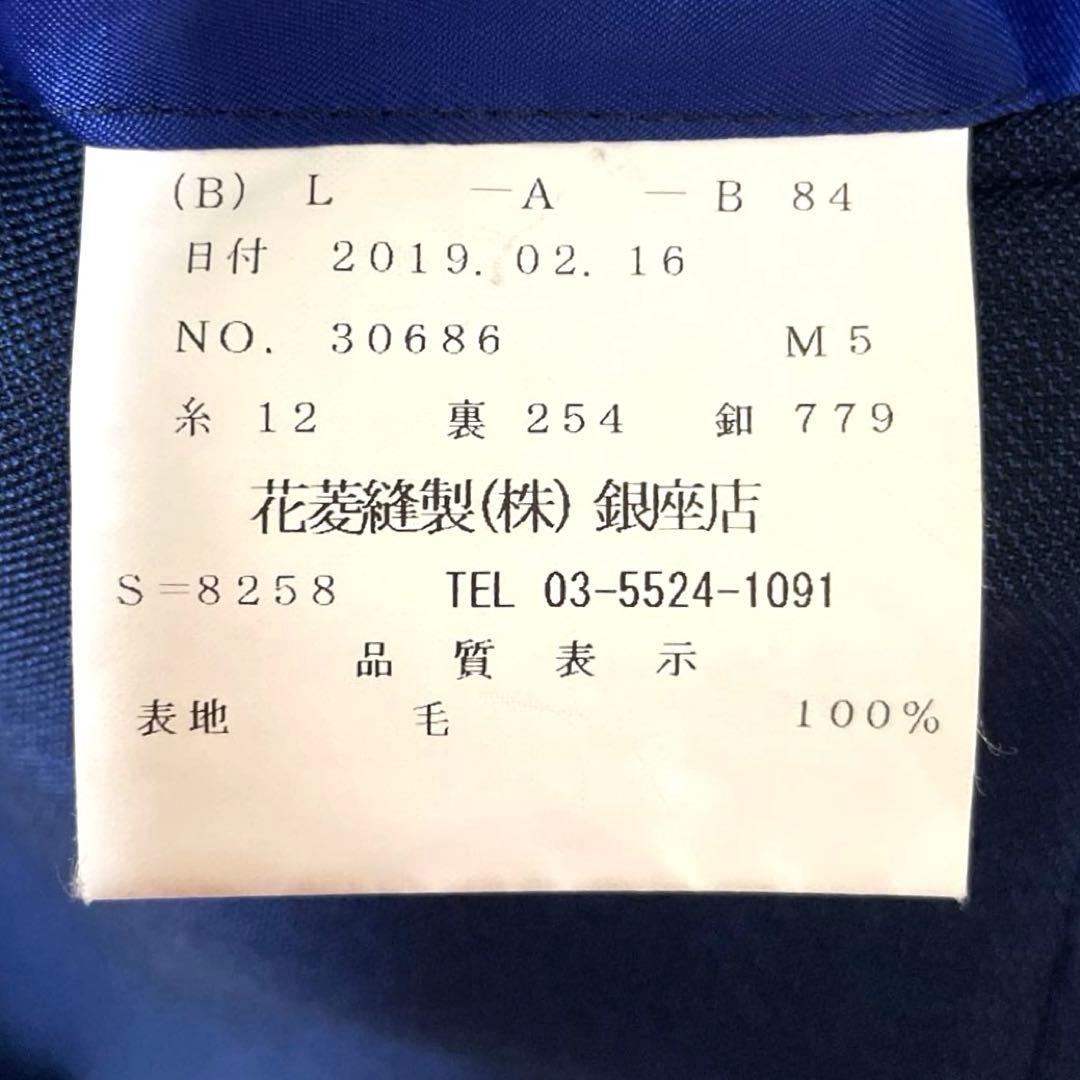 (B) L －A －B 84
日付 2019. 02. 16
NO. 30686 M5
糸 12 裏 254 釦 779
花菱縫製(株) 銀座店
S＝8258 TEL 03-5524-1091
品質表示
表地 毛 100%